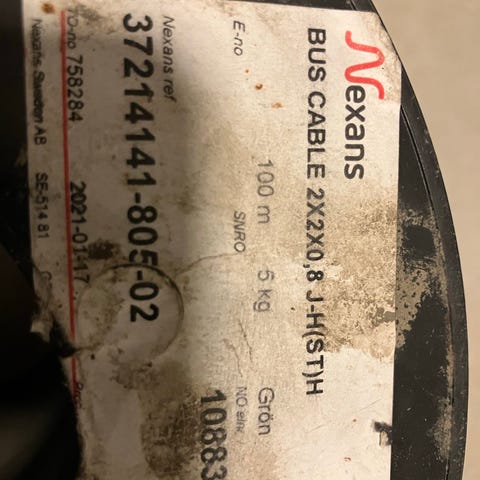 Nexans
BUS CABLE 2X2X0,8 J-H(ST)H
100 m 5 kg Grön
E-no SNRO NO elnr
10883
Nexans ref
37214141-805-02
TO-no 758284 2021-01-17
Nexans Sweden AB SE-514 81